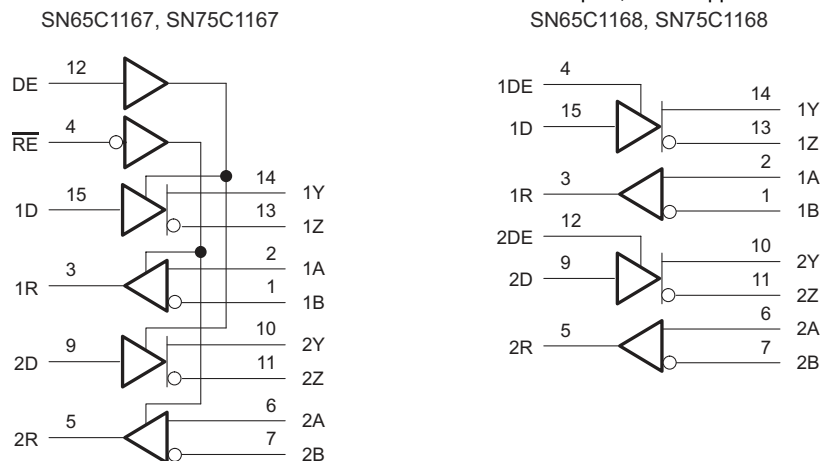 SN65C1167, SN75C1167
DE 12
RE 4
1D 15 14 1Y
13 1Z
1R 3 2 1A
1 1B
2D 9 10 2Y
11 2Z
2R 5 6 2A
7 2B
SN65C1168, SN75C1168
1DE 4
1D 15 14 1Y
13 1Z
1R 3 2 1A
1 1B
2DE 12
2D 9 10 2Y
11 2Z
2R 5 6 2A
7 2B